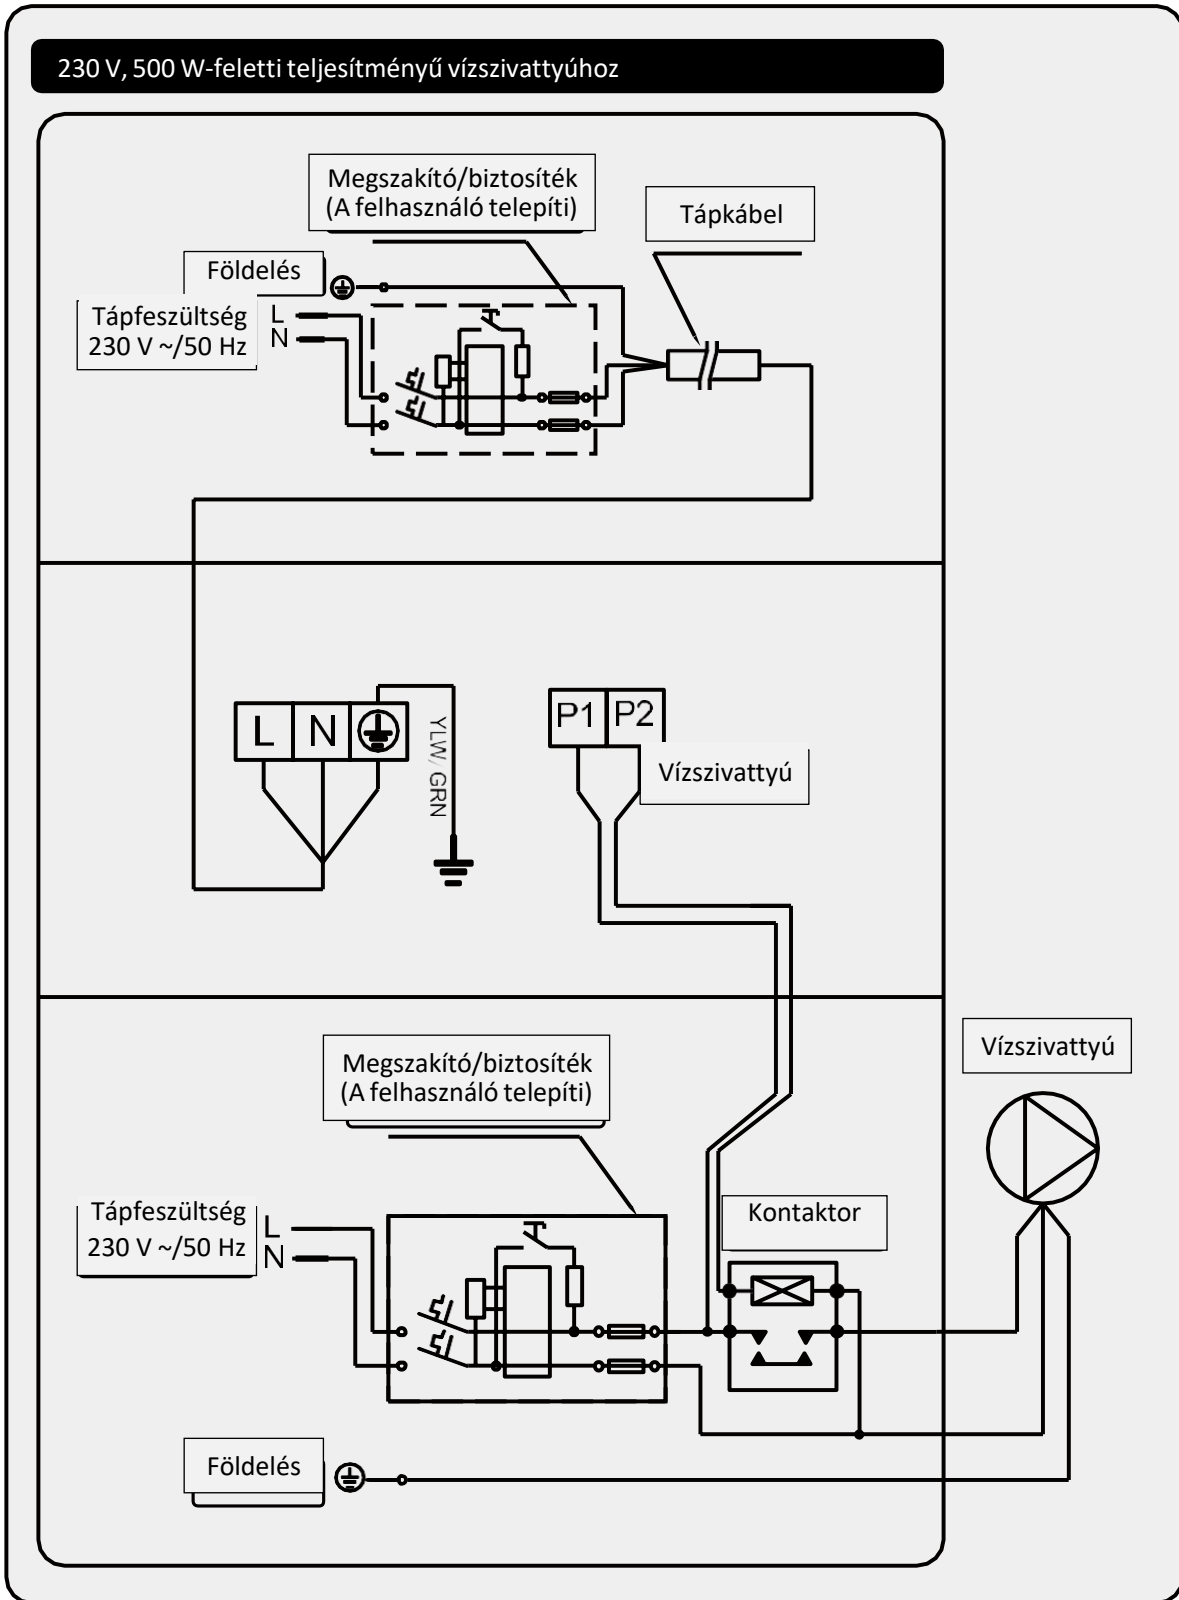 230 V, 500 W-feletti teljesítményű vízszivattyúhoz
Megszakító/biztosíték
(A felhasználó telepíti)
Tápkábel
Földelés
Tápfeszültség
230 V ~/50 Hz
L
N
L N
YLW/GRN
P1 P2
Vízszivattyú
Megszakító/biztosíték
(A felhasználó telepíti)
Vízszivattyú
Tápfeszültség
230 V ~/50 Hz
L
N
Kontaktor
Földelés